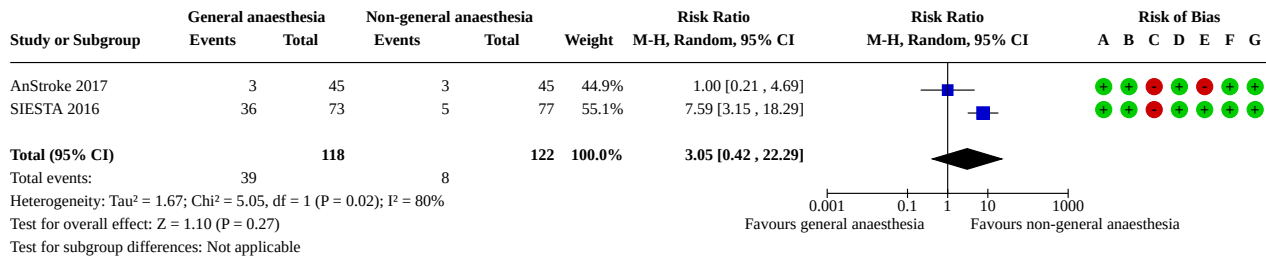 General anaesthesia Non-general anaesthesia Risk Ratio Risk Ratio Risk of Bias
Study or Subgroup Events Total Events Total Weight M-H, Random, 95% CI M-H, Random, 95% CI A B C D E F G
AnStroke 2017 3 45 3 45 44.9% 1.00 [0.21 , 4.69] + + - + - + +
SIESTA 2016 36 73 5 77 55.1% 7.59 [3.15 , 18.29] + + - + + + +
Total (95% CI) 118 122 100.0% 3.05 [0.42 , 22.29]
Total events: 39 8
Heterogeneity: Tau² = 1.67; Chi² = 5.05, df = 1 (P = 0.02); I² = 80%
0.001 0.1 1 10 1000
Test for overall effect: Z = 1.10 (P = 0.27) Favours general anaesthesia Favours non-general anaesthesia
Test for subgroup differences: Not applicable